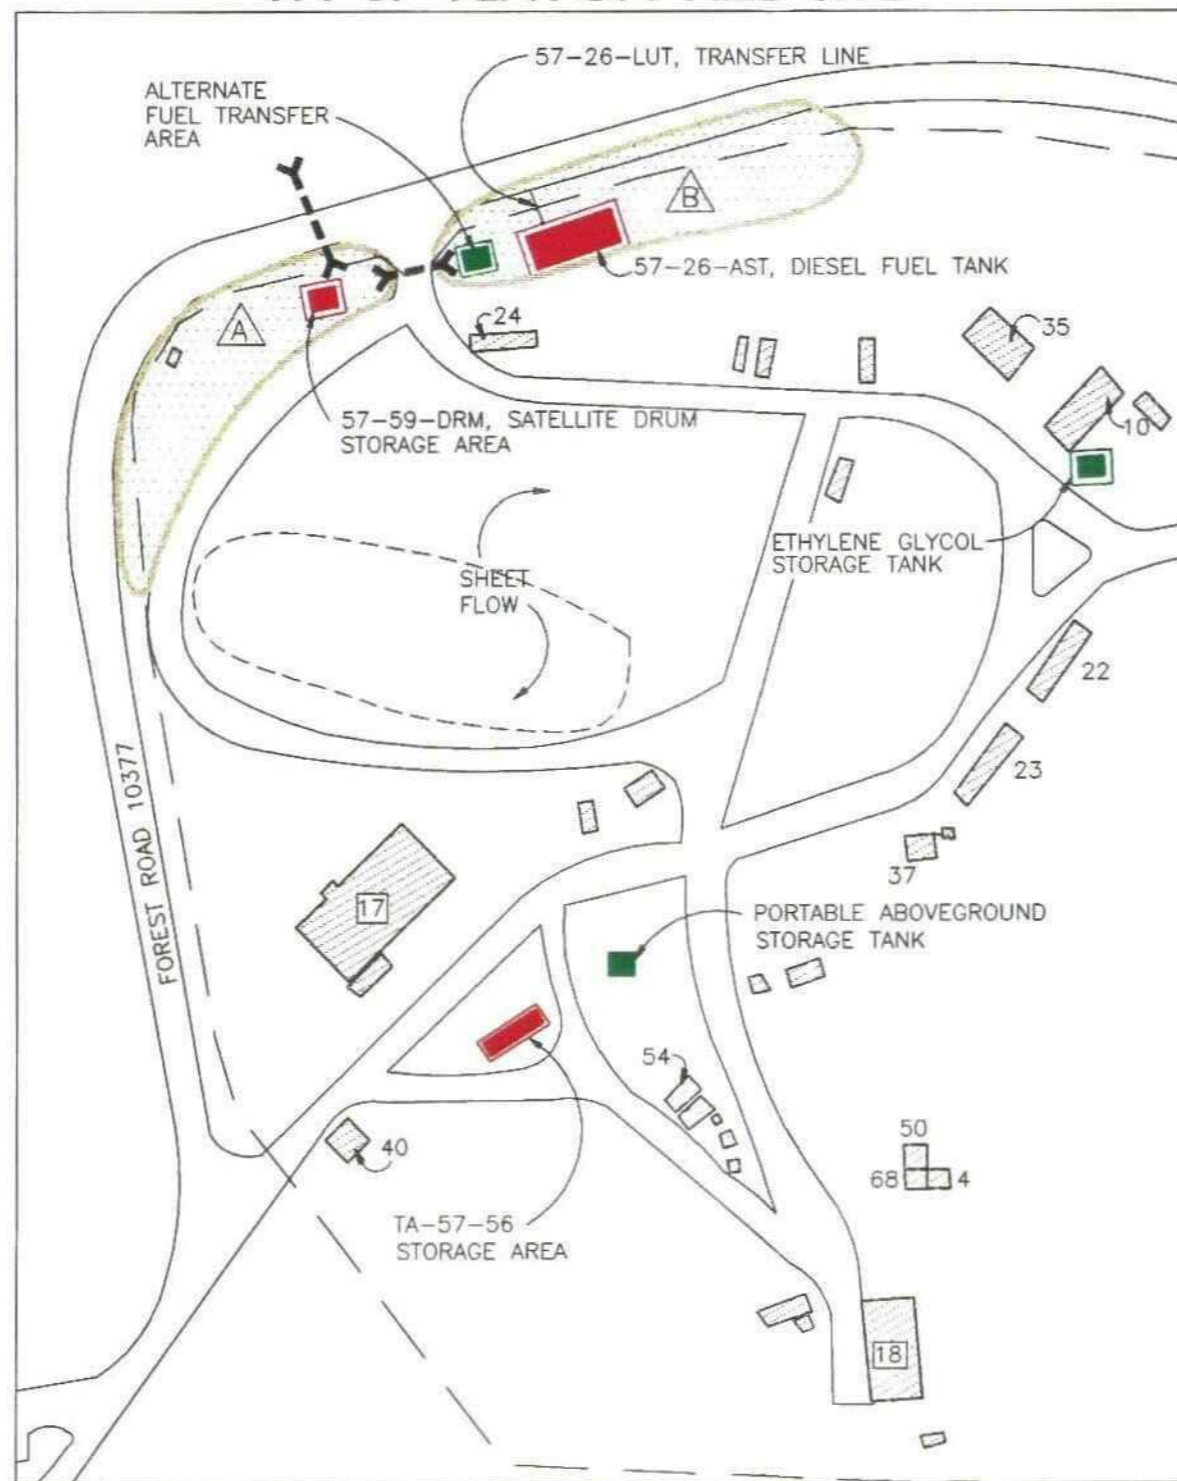 57-26-LUT, TRANSFER LINE
ALTERNATE
FUEL TRANSFER
AREA
B
57-26-AST, DIESEL FUEL TANK
A
24
35
57-59-DRM, SATELLITE DRUM
STORAGE AREA
10
ETHYLENE GLYCOL
STORAGE TANK
SHEET
FLOW
22
23
FOREST ROAD 10377
37
17
PORTABLE ABOVEGROUND
STORAGE TANK
54
40
50
68
4
TA-57-56
STORAGE AREA
18